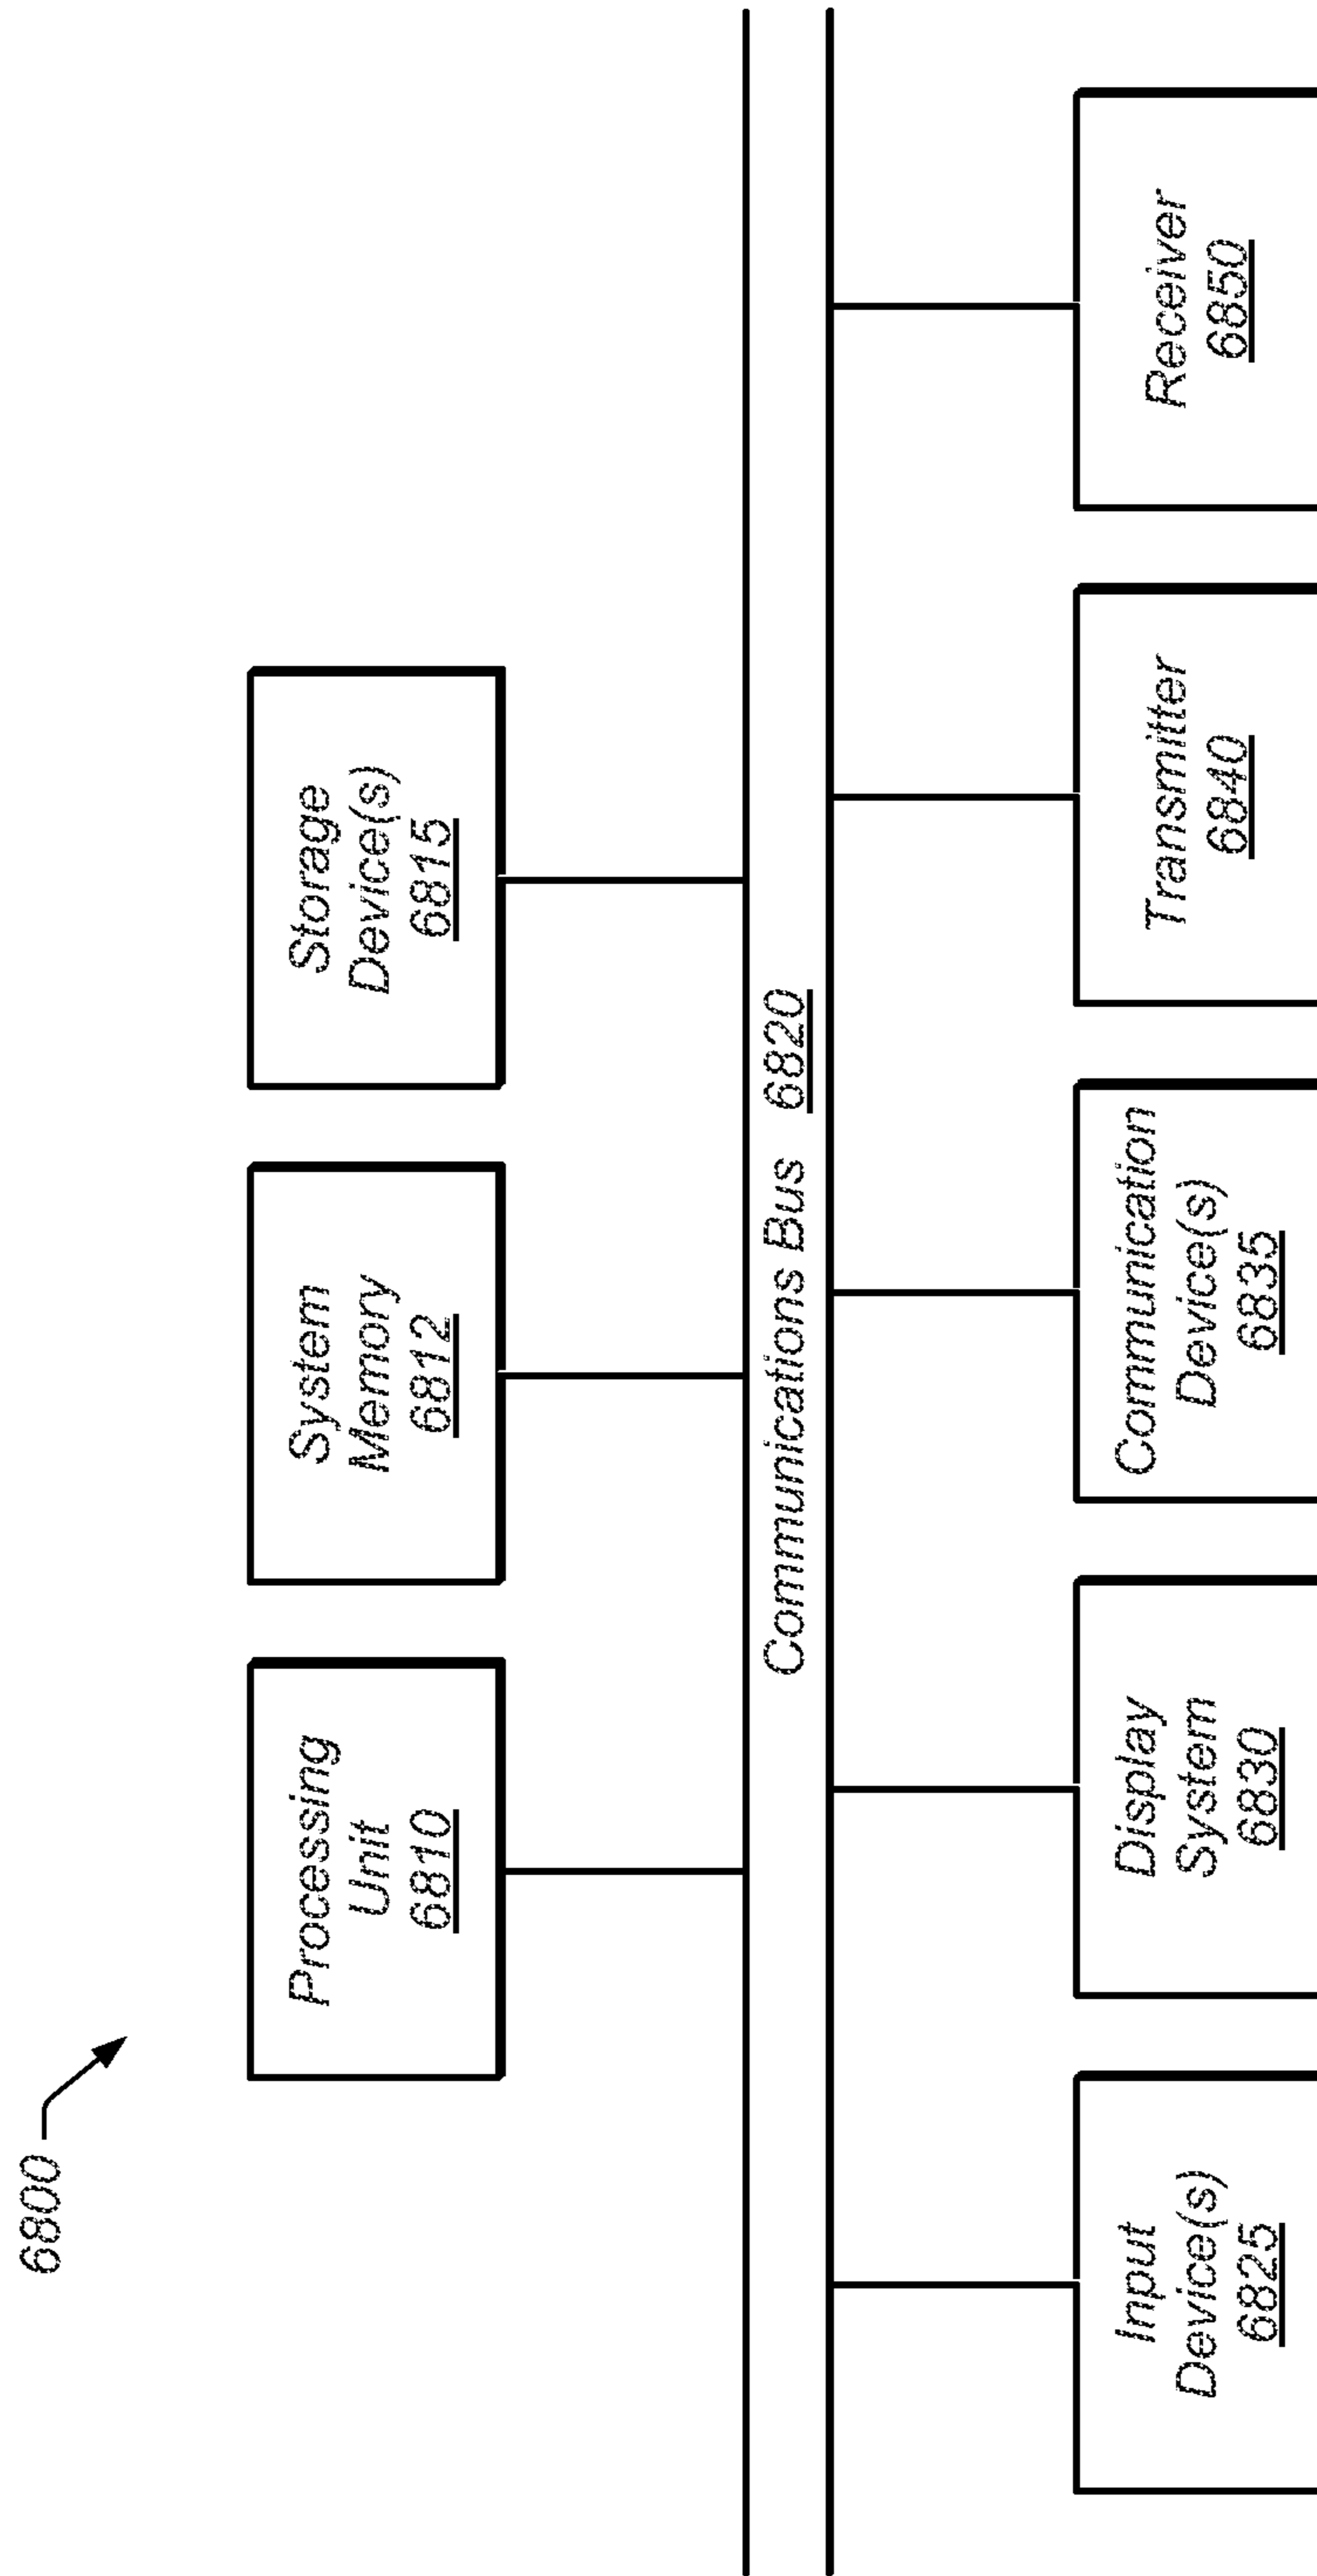 6800
Processing
Unit
6810
System
Memory
6812
Storage
Device(s)
6815
Communications Bus 6820
Input
Device(s)
6825
Display
System
6830
Communication
Device(s)
6835
Transmitter
6840
Receiver
6850